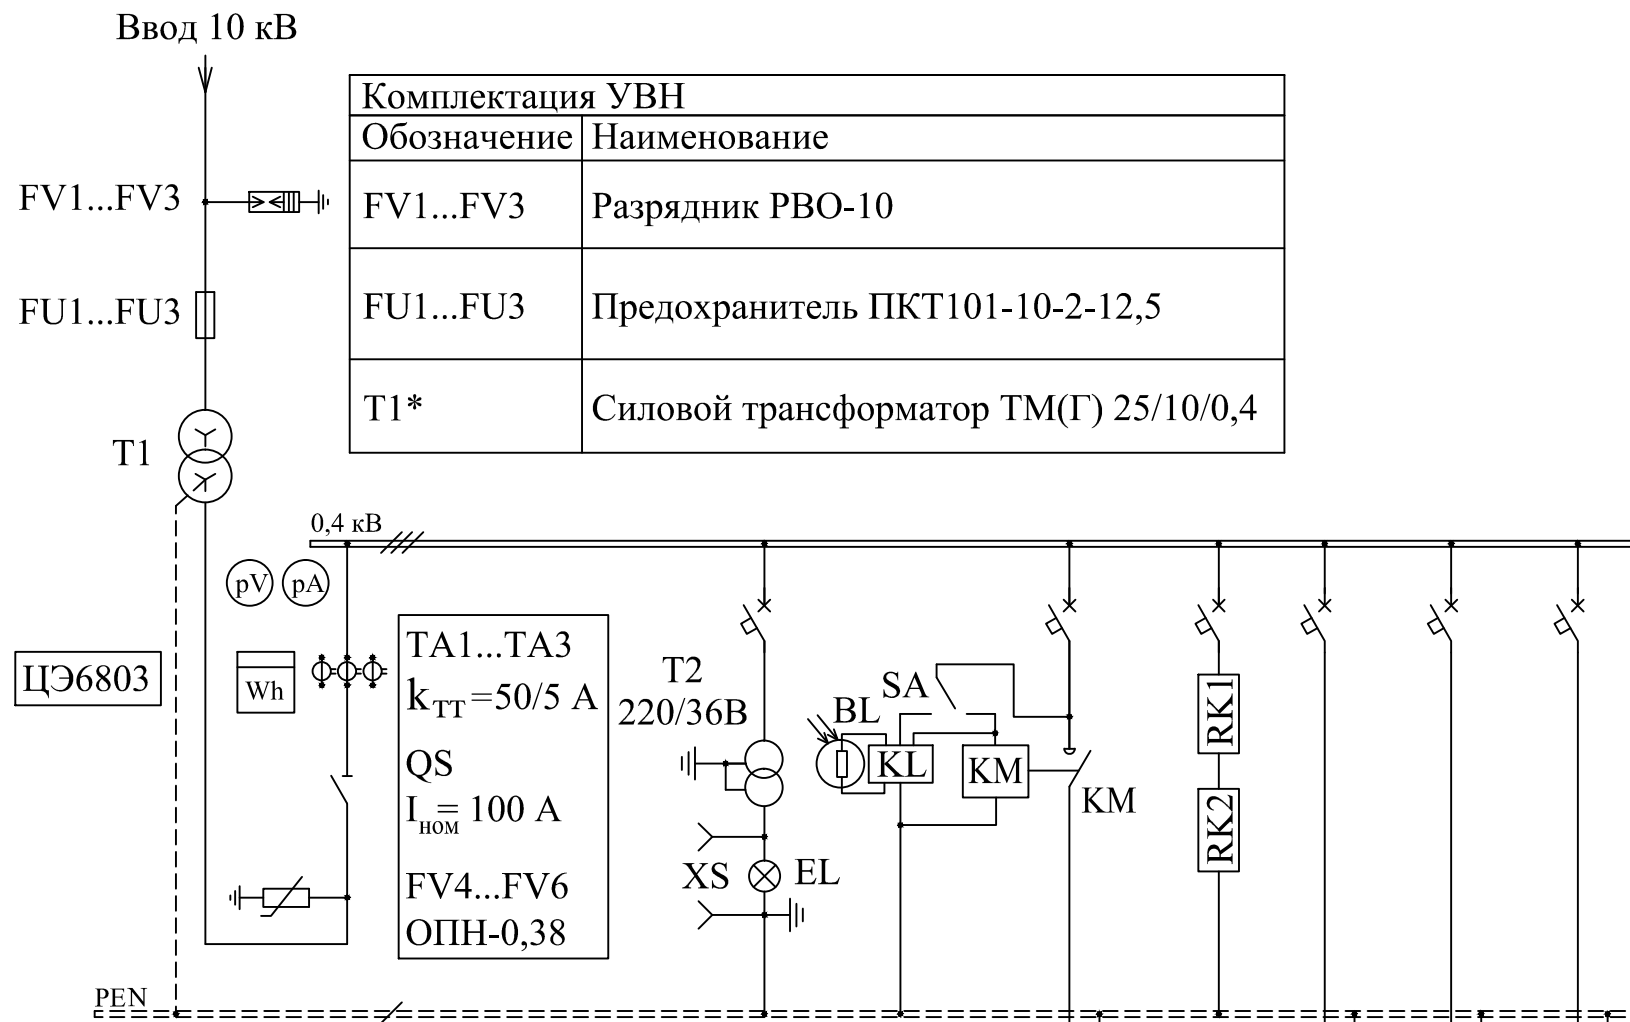 Ввод 10 кВ
Комплектация УВН
Обозначение Наименование
FV1...FV3
FV1...FV3 Разрядник РВО-10
FU1...FU3
FU1...FU3 Предохранитель ПКТ101-10-2-12,5
T1
T1* Силовой трансформатор ТМ(Г) 25/10/0,4
0,4 кВ
pV pA
ЦЭ6803
Wh
TA1...TA3
kТТ=50/5 А
QS
Iном= 100 А
FV4...FV6
ОПН-0,38
T2
220/36В
XS
EL
BL
SA
KL
KM
KM
RK1
RK2
PEN